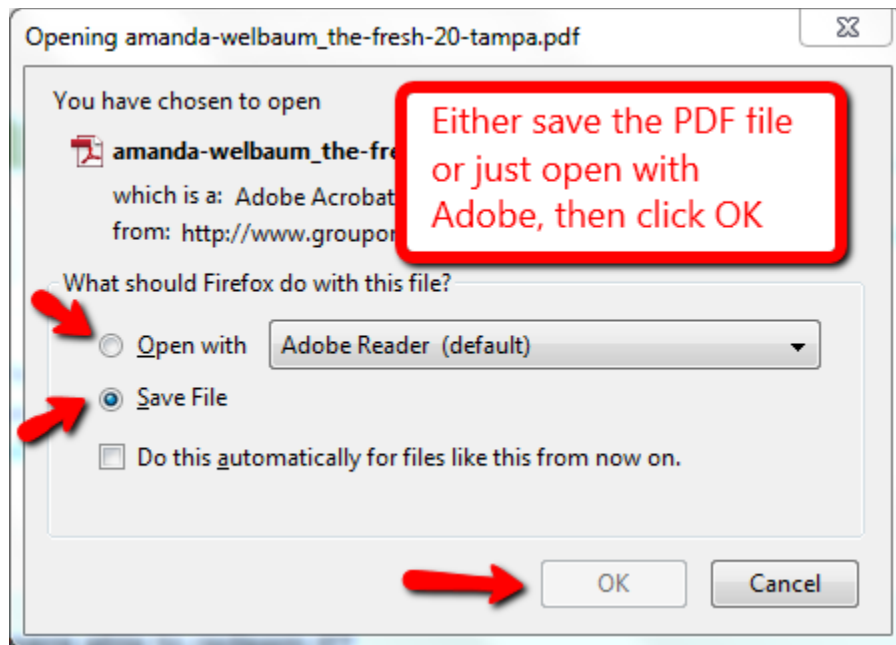 Opening amanda-welbaum_the-fresh-20-tampa.pdf
You have chosen to open
amanda-welbaum_the-fre
which is a: Adobe Acrobat
from: http://www.groupon
Either save the PDF file
or just open with
Adobe, then click OK
What should Firefox do with this file?
Open with Adobe Reader (default)
Save File
Do this automatically for files like this from now on.
OK Cancel